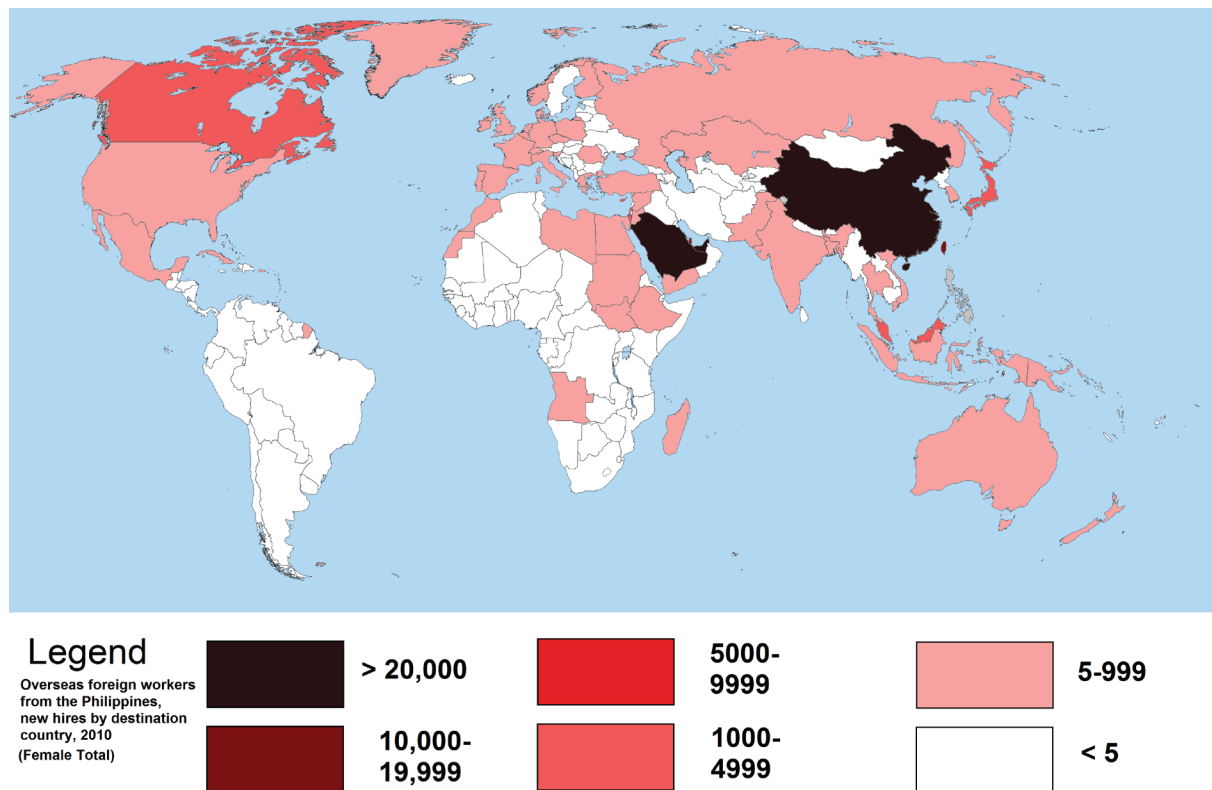 Legend
Overseas foreign workers
from the Philippines,
new hires by destination
country, 2010
(Female Total)
> 20,000
10,000-
19,999
5000-
9999
1000-
4999
5-999
< 5